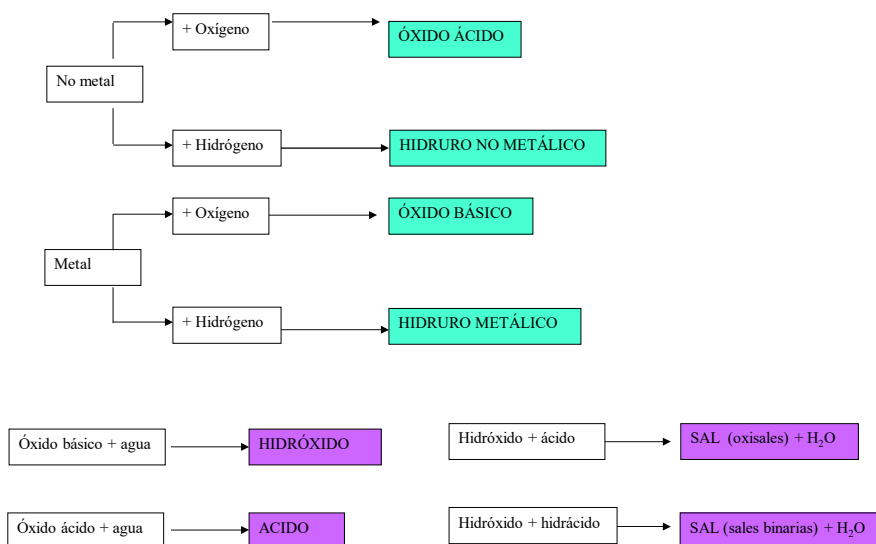 + Oxígeno
ÓXIDO ÁCIDO
No metal
+ Hidrógeno
HIDRURO NO METÁLICO
+ Oxígeno
ÓXIDO BÁSICO
Metal
+ Hidrógeno
HIDRURO METÁLICO
Óxido básico + agua
HIDRÓXIDO
Hidróxido + ácido
SAL (oxisales) + H₂O
Óxido ácido + agua
ACIDO
Hidróxido + hidrácido
SAL (sales binarias) + H₂O